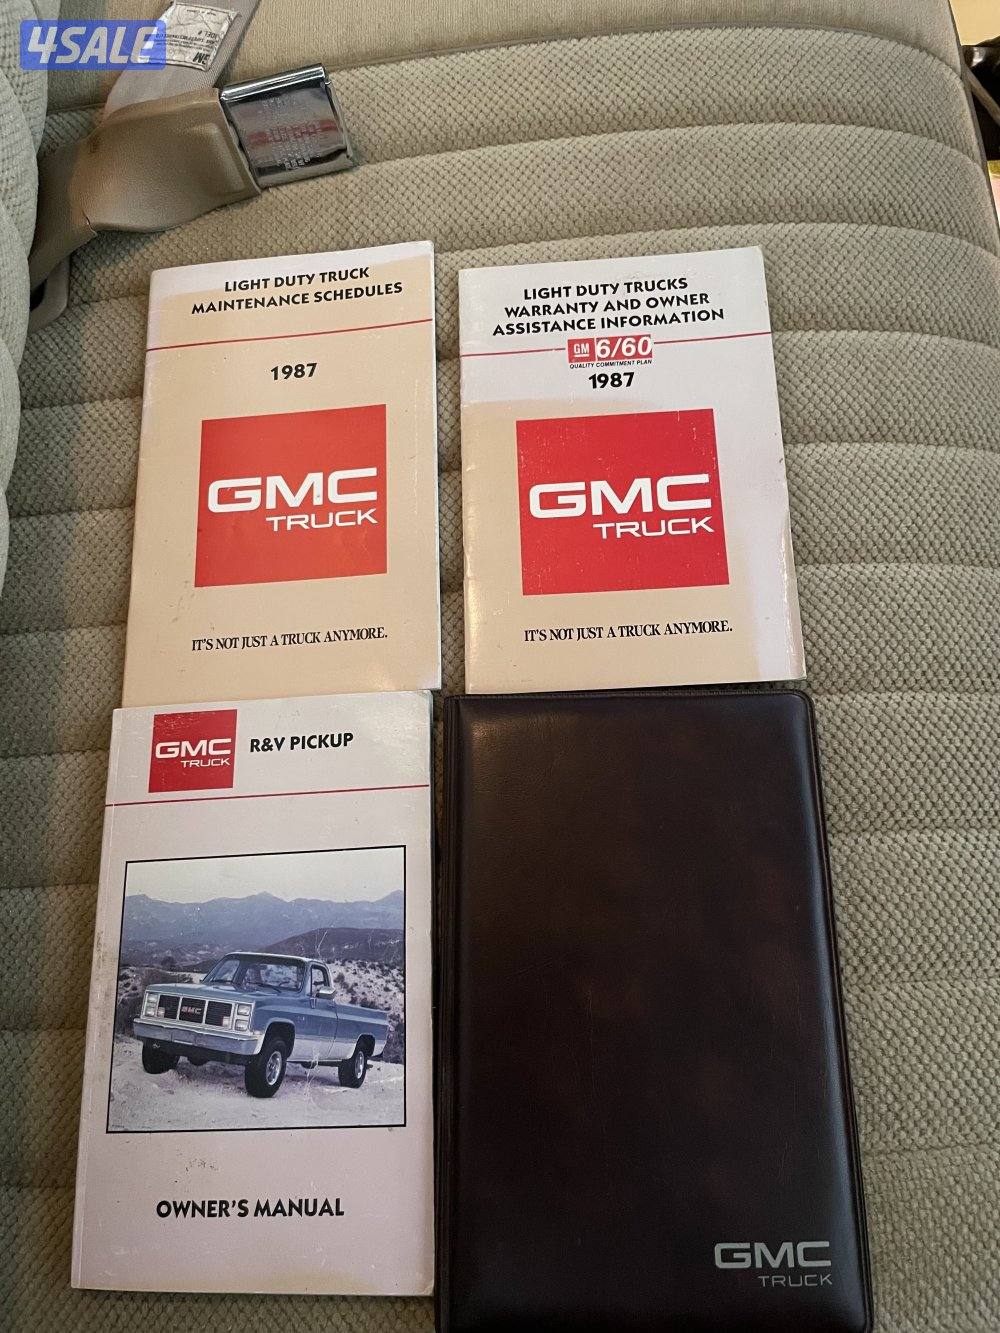 4SALE
GM
LIGHT DUTY TRUCK
MAINTENANCE SCHEDULES
1987
GMC
TRUCK
IT'S NOT JUST A TRUCK ANYMORE.
LIGHT DUTY TRUCKS
WARRANTY AND OWNER
ASSISTANCE INFORMATION
GM 6/60
QUALITY COMMITMENT PLAN
1987
GMC
TRUCK
IT'S NOT JUST A TRUCK ANYMORE.
GMC
TRUCK
R&V PICKUP
GMC
OWNER'S MANUAL
GMC
TRUCK